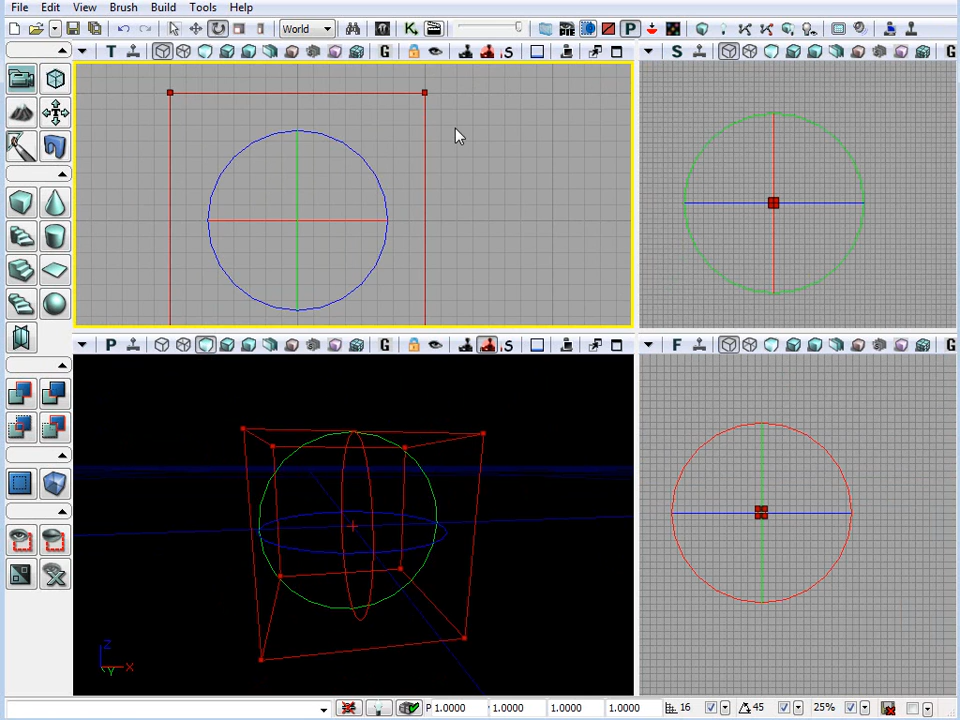 File Edit View Brush Build Tools Help
World
T G S S G
P G S F G
Z
X
Y
P 1.0000 1.0000 1.0000 1.0000 16 45 25%